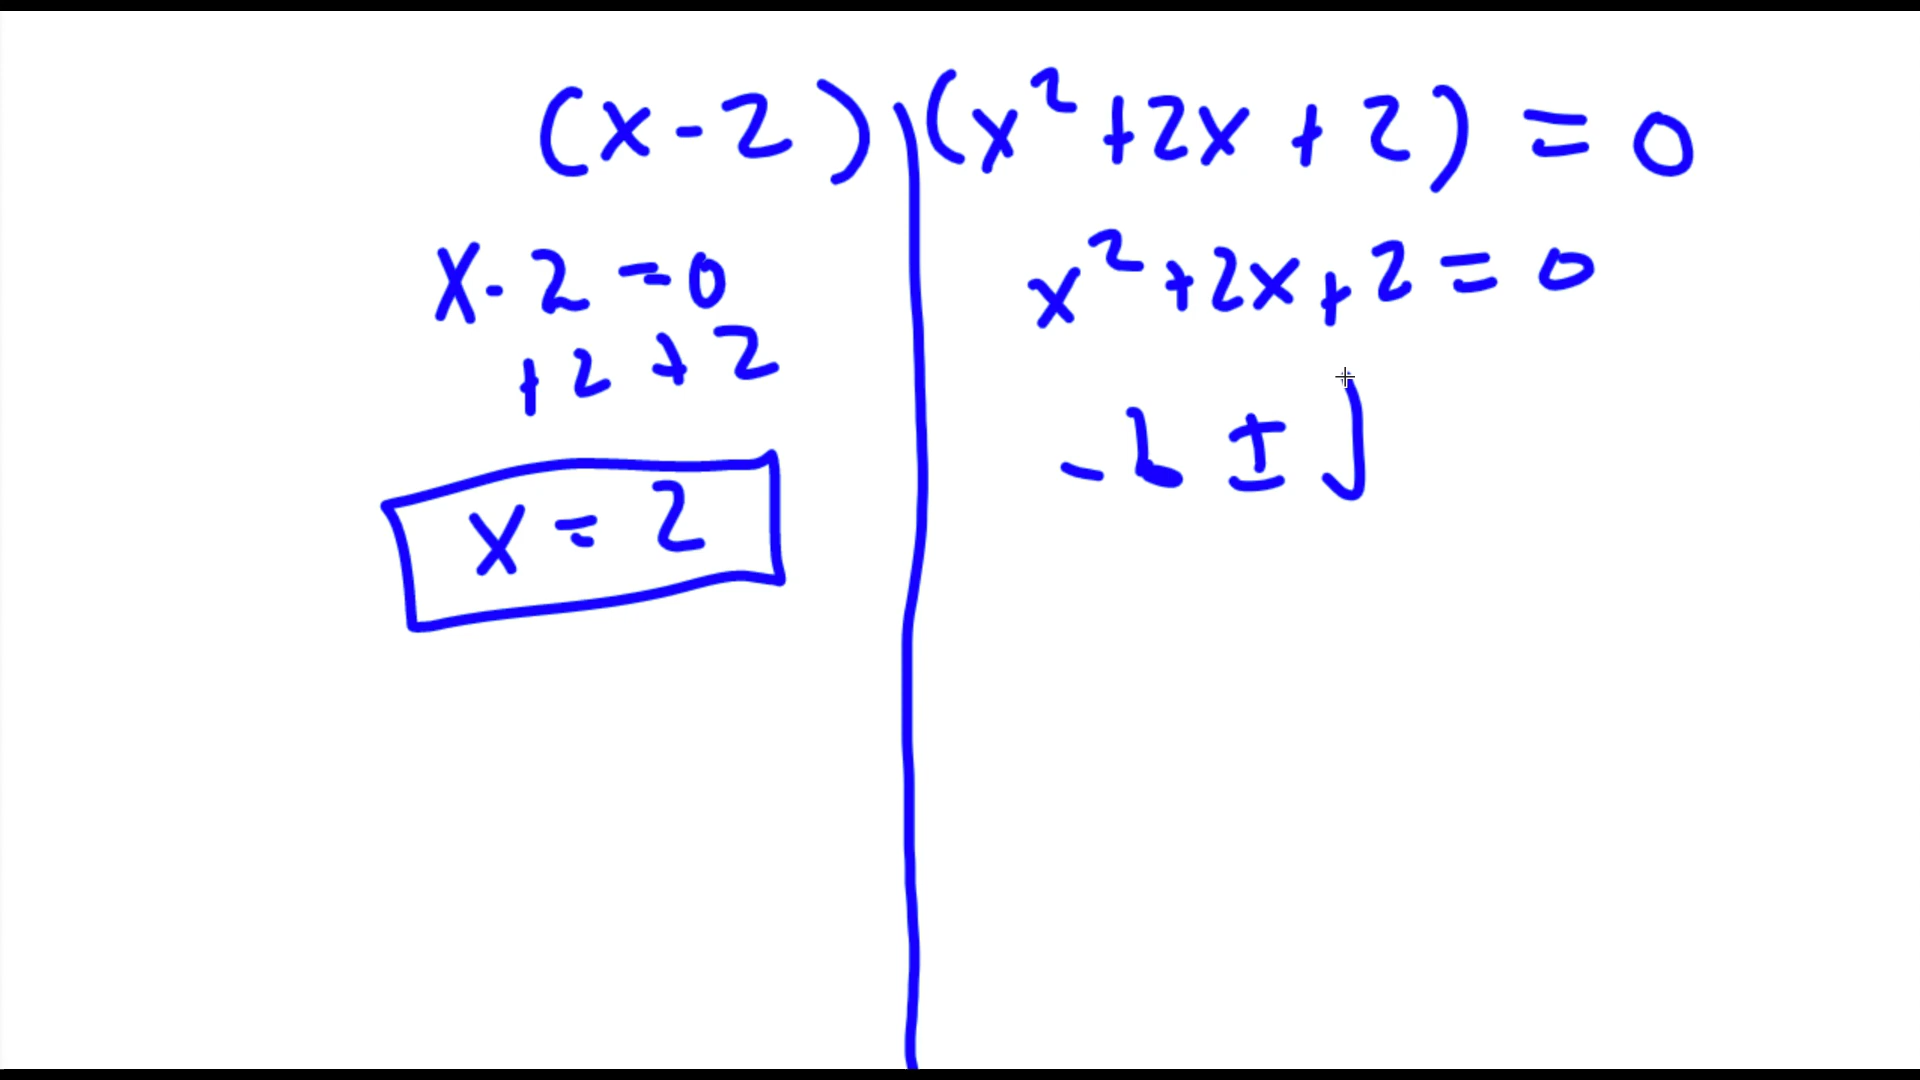 (x-2) (x²+2x+2) = 0
x-2=0
+2 +2
x=2
x²+2x+2=0
-b ± √